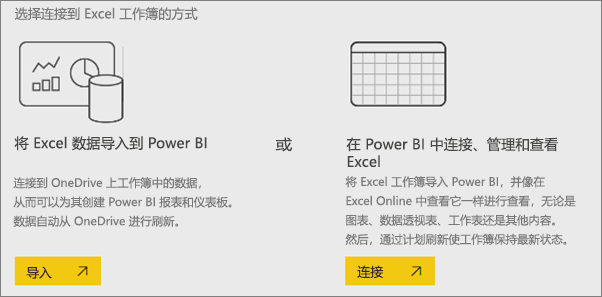 选择连接到 Excel 工作簿的方式
将 Excel 数据导入到 Power BI
连接到 OneDrive 上工作簿中的数据，
从而可以为其创建 Power BI 报表和仪表板。
数据自动从 OneDrive 进行刷新。
导入
或
在 Power BI 中连接、管理和查看
Excel
将 Excel 工作簿导入 Power BI，并像在
Excel Online 中查看它一样进行查看，无论是
图表、数据透视表、工作表还是其他内容。
然后，通过计划刷新使工作簿保持最新状态。
连接